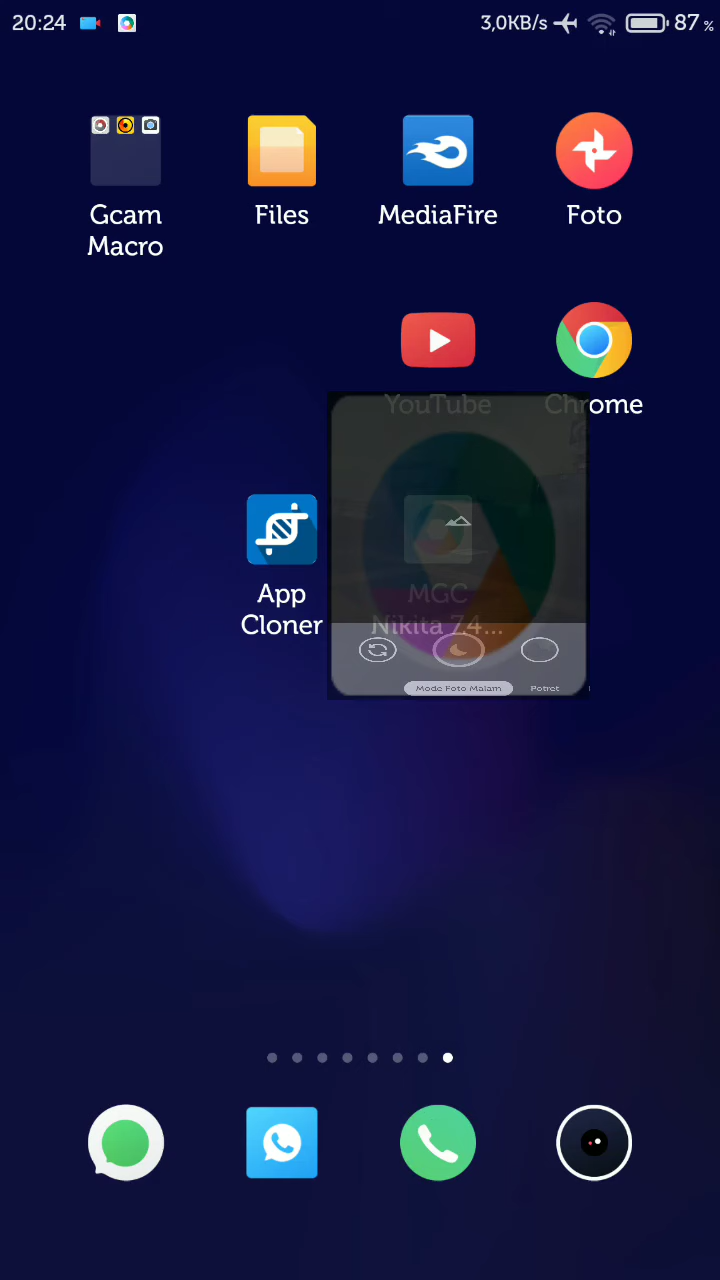 20:24
3,0KB/s
87 %
Gcam
Macro
Files
MediaFire
Foto
YouTube
Chrome
App
Cloner
MGC
Nikita 7.4...
Mode Foto Malam
Potret